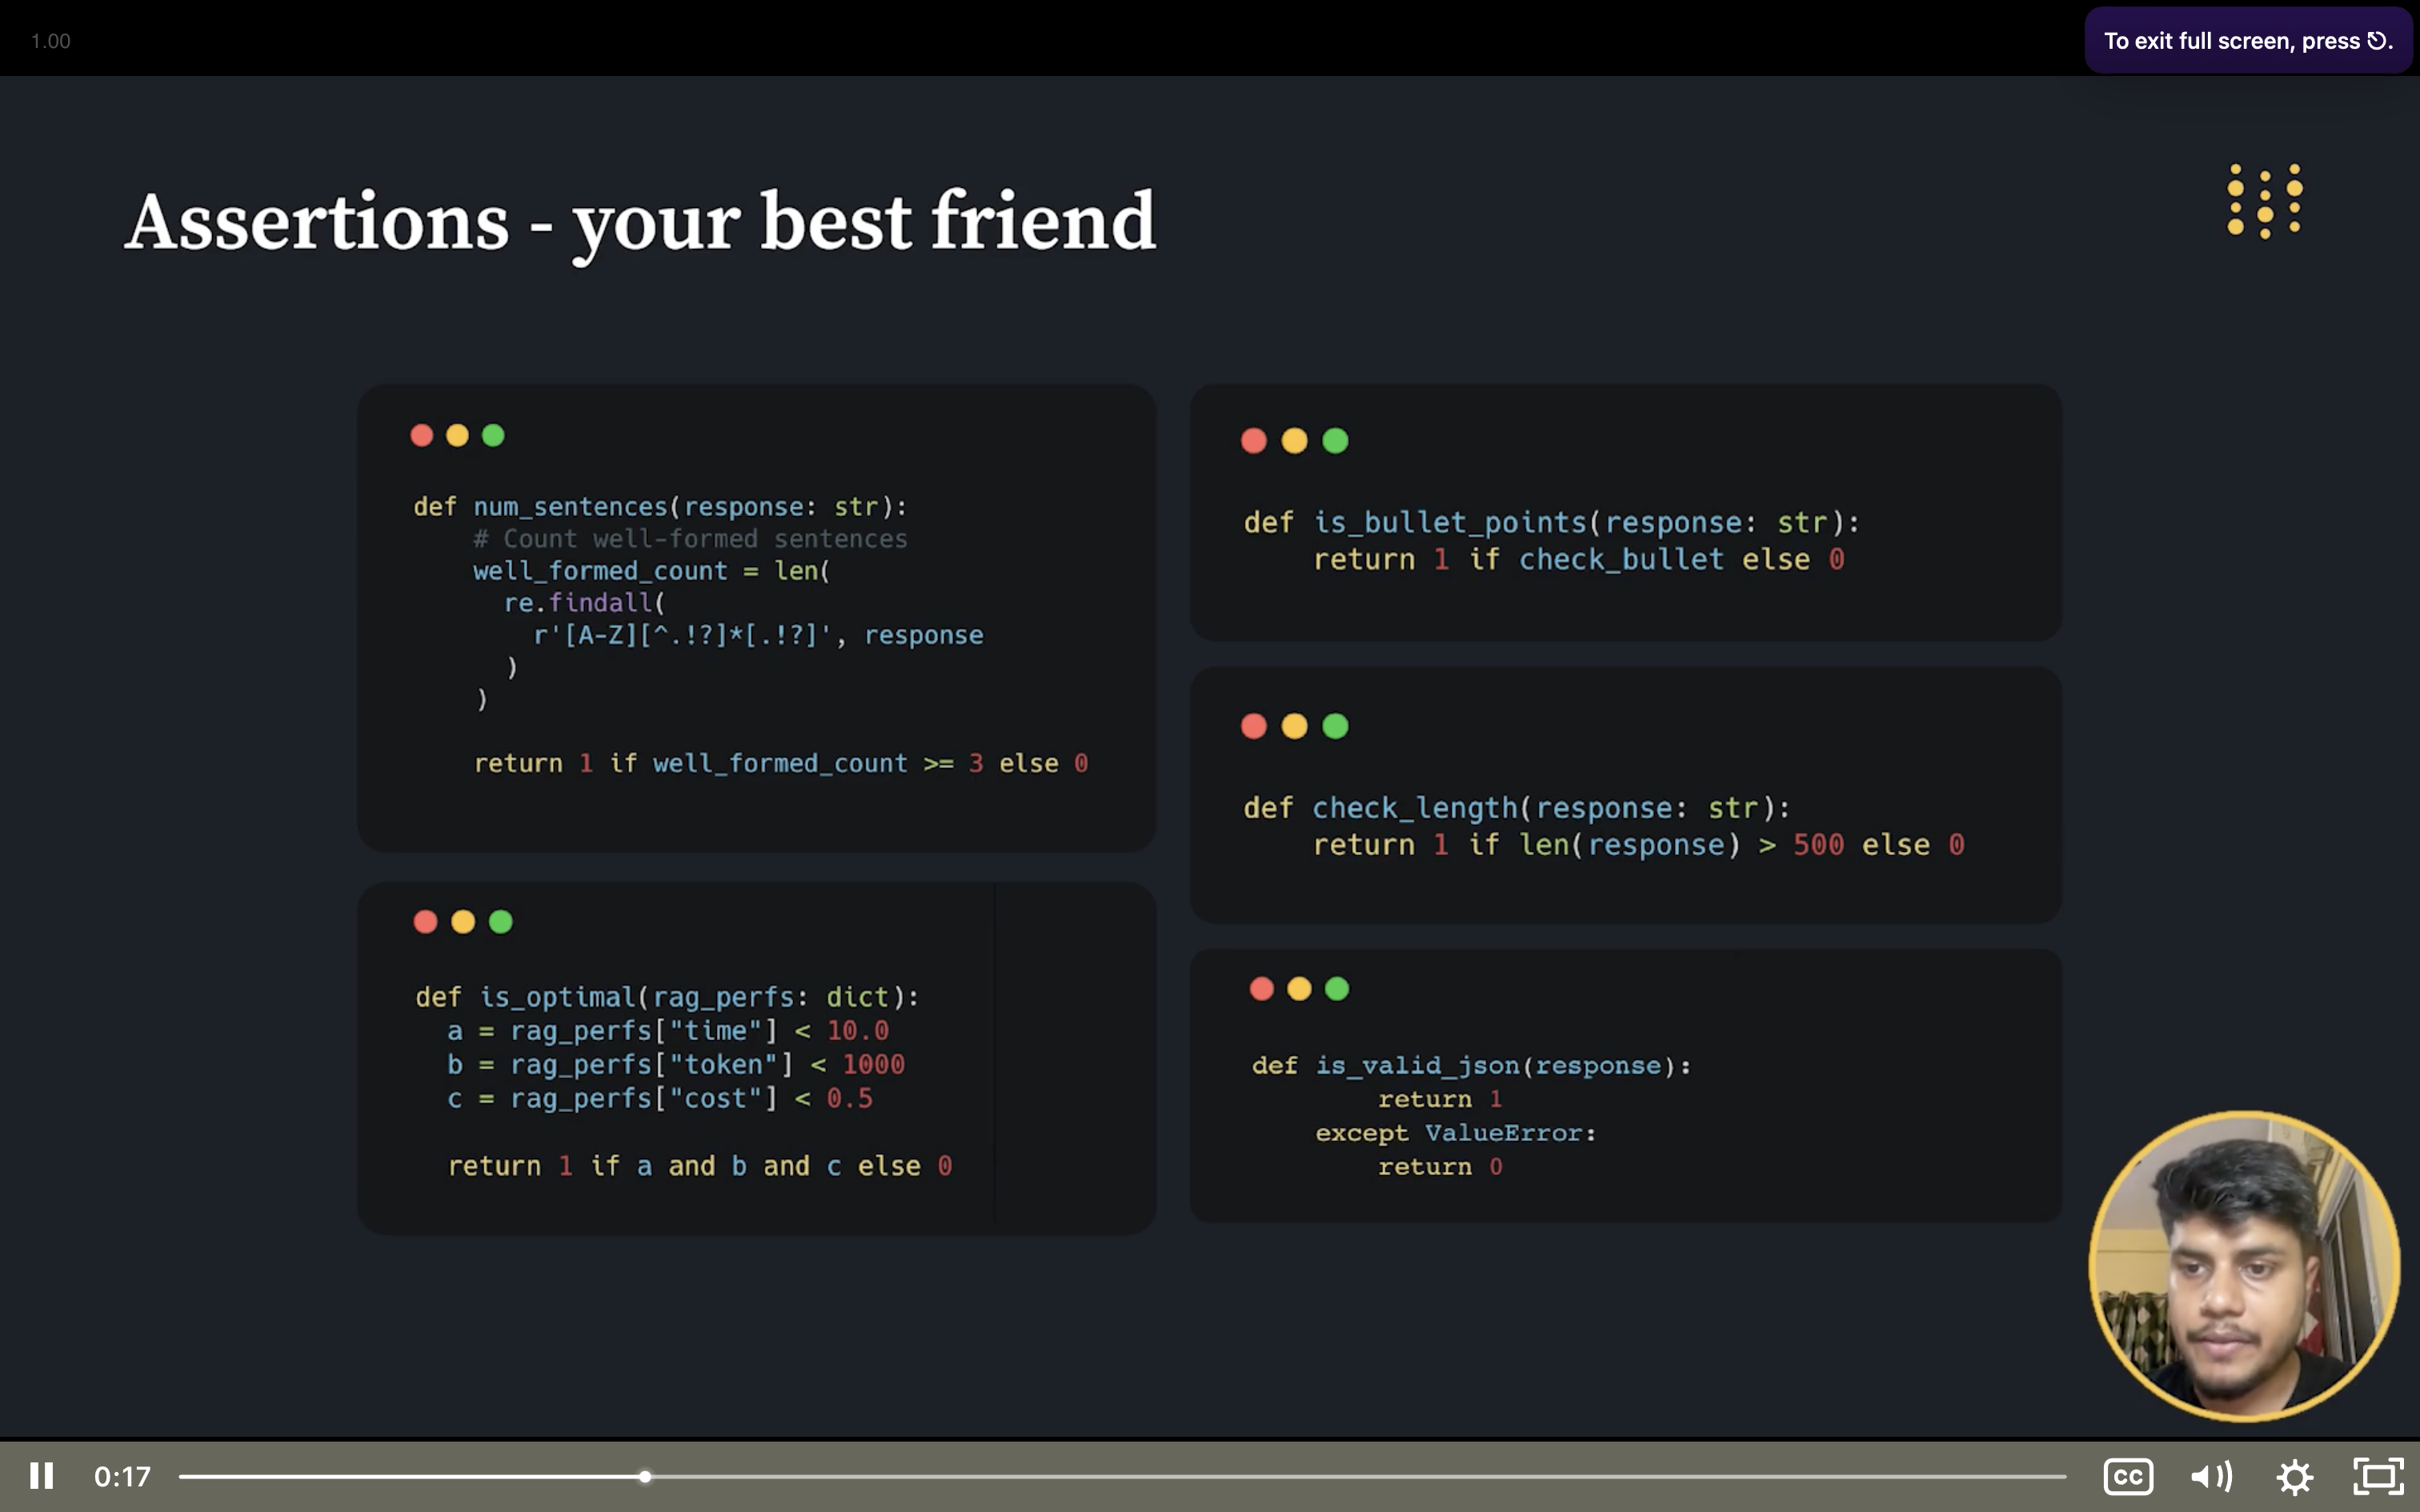 1.00
To exit full screen, press ⎋.
Assertions - your best friend
def num_sentences(response: str):
    # Count well-formed sentences
    well_formed_count = len(
      re.findall(
        r'[A-Z][^.!?]*[.!?]', response
      )
    )
    return 1 if well_formed_count >= 3 else 0
def is_optimal(rag_perfs: dict):
  a = rag_perfs["time"] < 10.0
  b = rag_perfs["token"] < 1000
  c = rag_perfs["cost"] < 0.5
  return 1 if a and b and c else 0
def is_bullet_points(response: str):
    return 1 if check_bullet else 0
def check_length(response: str):
    return 1 if len(response) > 500 else 0
def is_valid_json(response):
        return 1
    except ValueError:
        return 0
0:17
CC